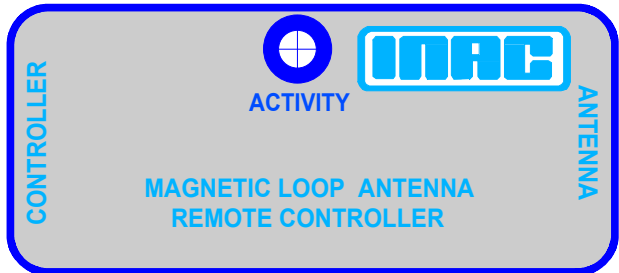 INAC
ACTIVITY
CONTROLLER
ANTENNA
MAGNETIC LOOP ANTENNA
REMOTE CONTROLLER